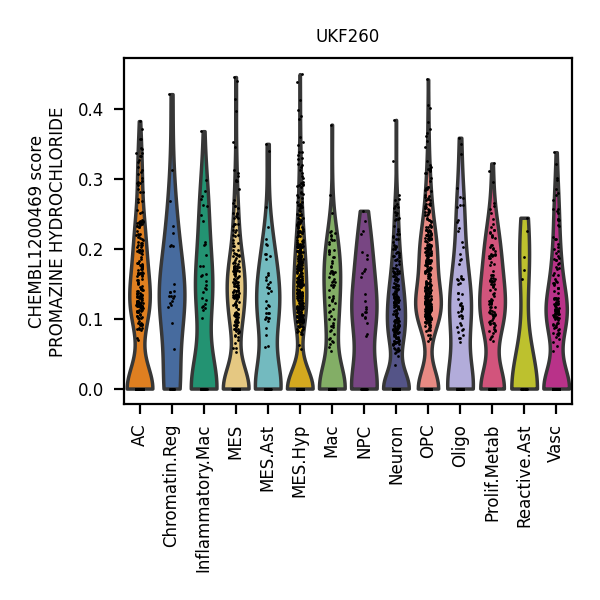 UKF260
CHEMBL1200469 score
PROMAZINE HYDROCHLORIDE
0.4
0.3
0.2
0.1
0.0
AC
Chromatin.Reg
Inflammatory.Mac
MES
MES.Ast
MES.Hyp
Mac
NPC
Neuron
OPC
Oligo
Prolif.Metab
Reactive.Ast
Vasc